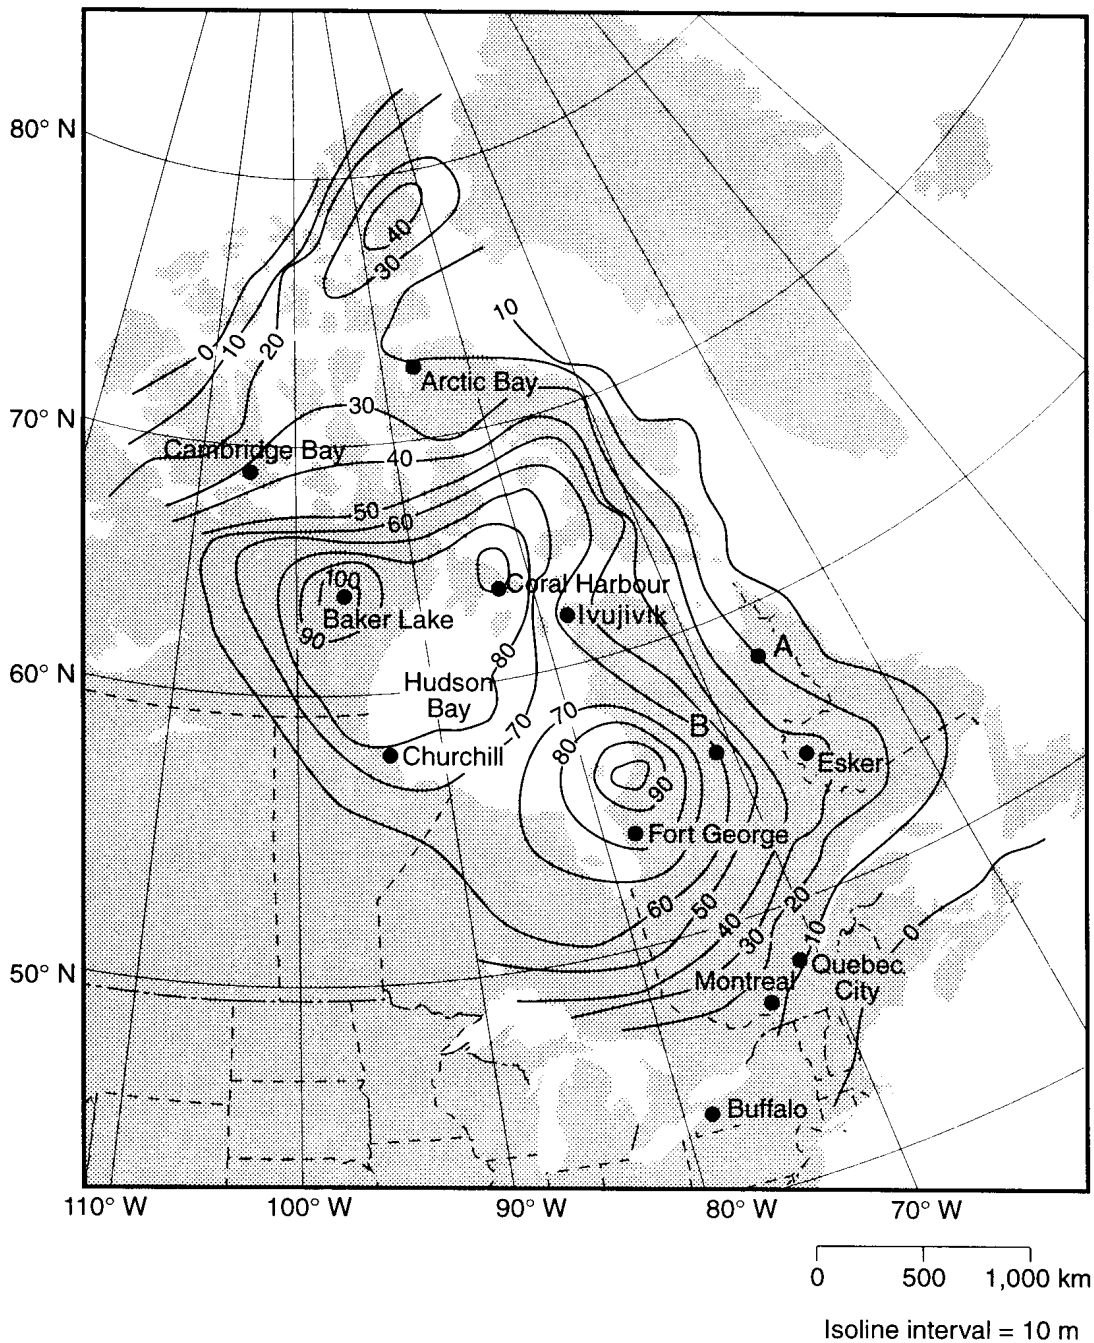 80° N
40
30
10
0
10
20
Arctic Bay
70° N
30
Cambridge Bay
40
50
60
100
Coral Harbour
Baker Lake
Ivujivik
90
80
A
60° N
Hudson
Bay
70
70
B
80
Churchill
Esker
90
Fort George
60
50
20
40
30
10
0
50° N
Montreal
Quebec
City
Buffalo
110° W
100° W
90° W
80° W
70° W
0
500
1,000 km
Isoline interval = 10 m